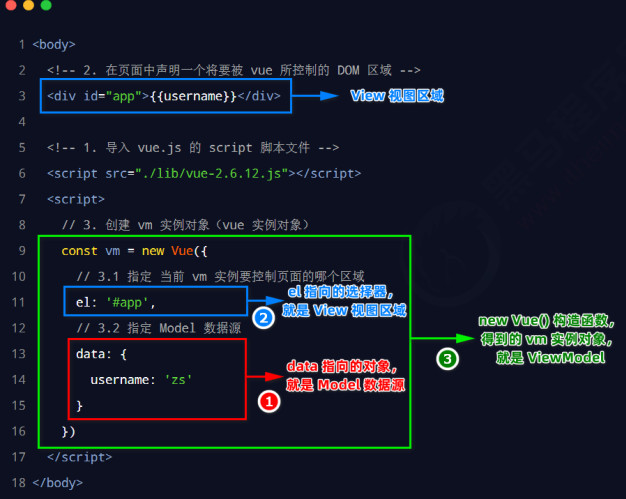 1 <body>
2 <!-- 2. 在页面中声明一个将要被 vue 所控制的 DOM 区域 -->
3 <div id="app">{{username}}</div>
View 视图区域
4
5 <!-- 1. 导入 vue.js 的 script 脚本文件 -->
6 <script src="./lib/vue-2.6.12.js"></script>
7 <script>
8 // 3. 创建 vm 实例对象（vue 实例对象）
9 const vm = new Vue({
10 // 3.1 指定 当前 vm 实例要控制页面的哪个区域
11 el: '#app',
② el 指向的选择器，
就是 View 视图区域
12 // 3.2 指定 Model 数据源
13 data: {
14 username: 'zs'
15 }
① data 指向的对象，
就是 Model 数据源
16 })
③ new Vue() 构造函数，
得到的 vm 实例对象，
就是 ViewModel
17 </script>
18 </body>